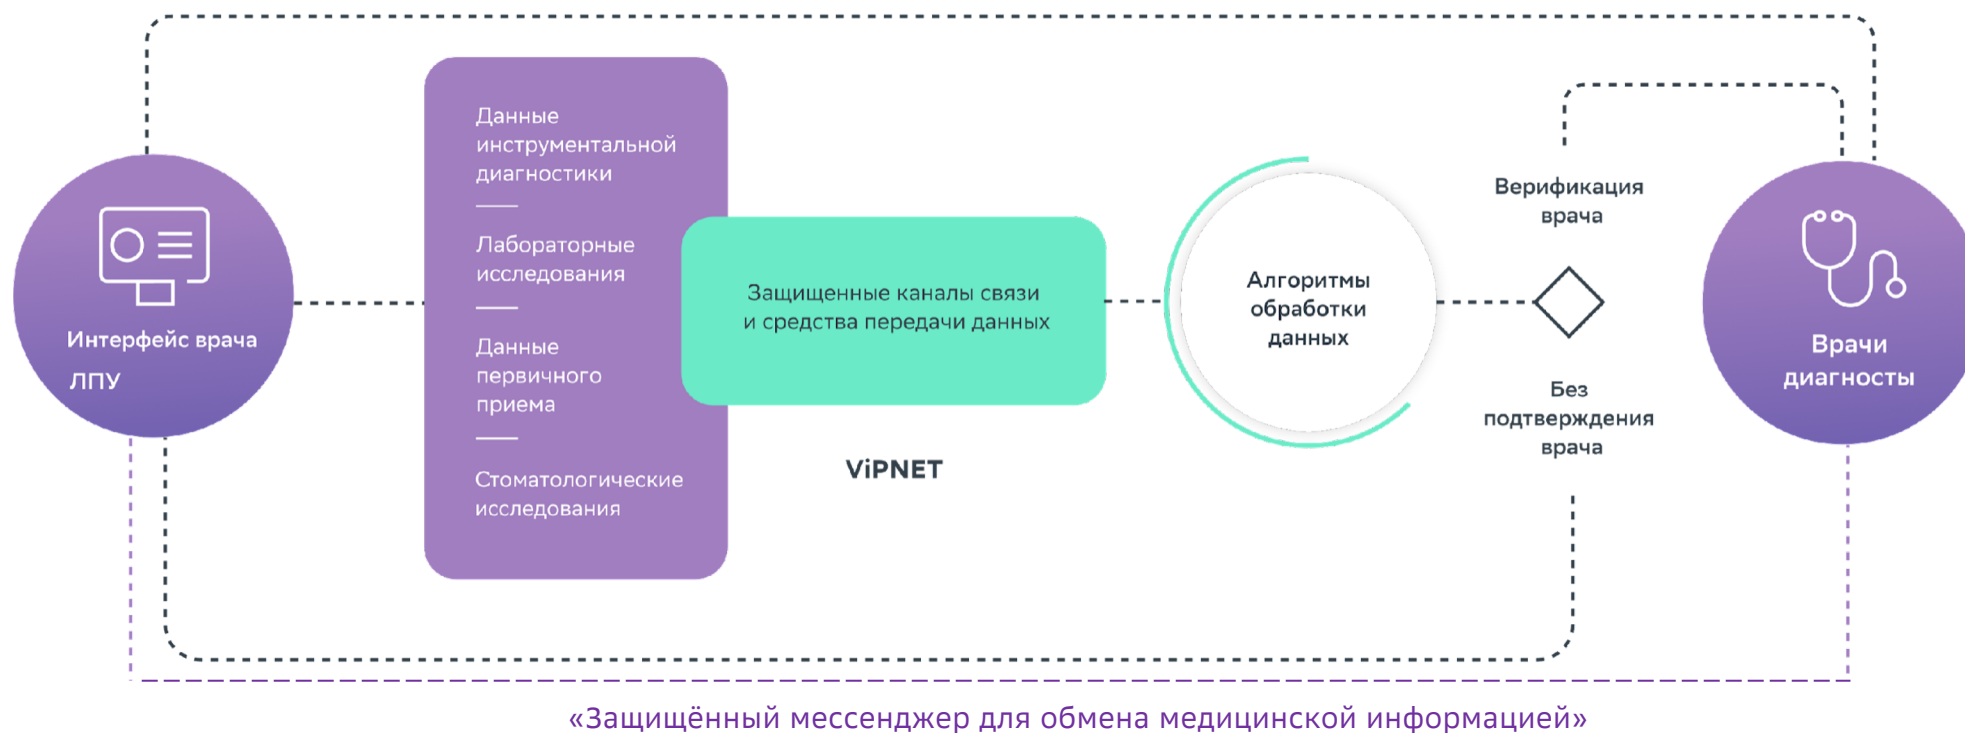 Интерфейс врача
ЛПУ
Данные
инструментальной
диагностики
Лабораторные
исследования
Данные
первичного
приема
Стоматологические
исследования
Защищенные каналы связи
и средства передачи данных
ViPNET
Алгоритмы
обработки
данных
Верификация
врача
Без
подтверждения
врача
Врачи
диагносты
«Защищённый мессенджер для обмена медицинской информацией»